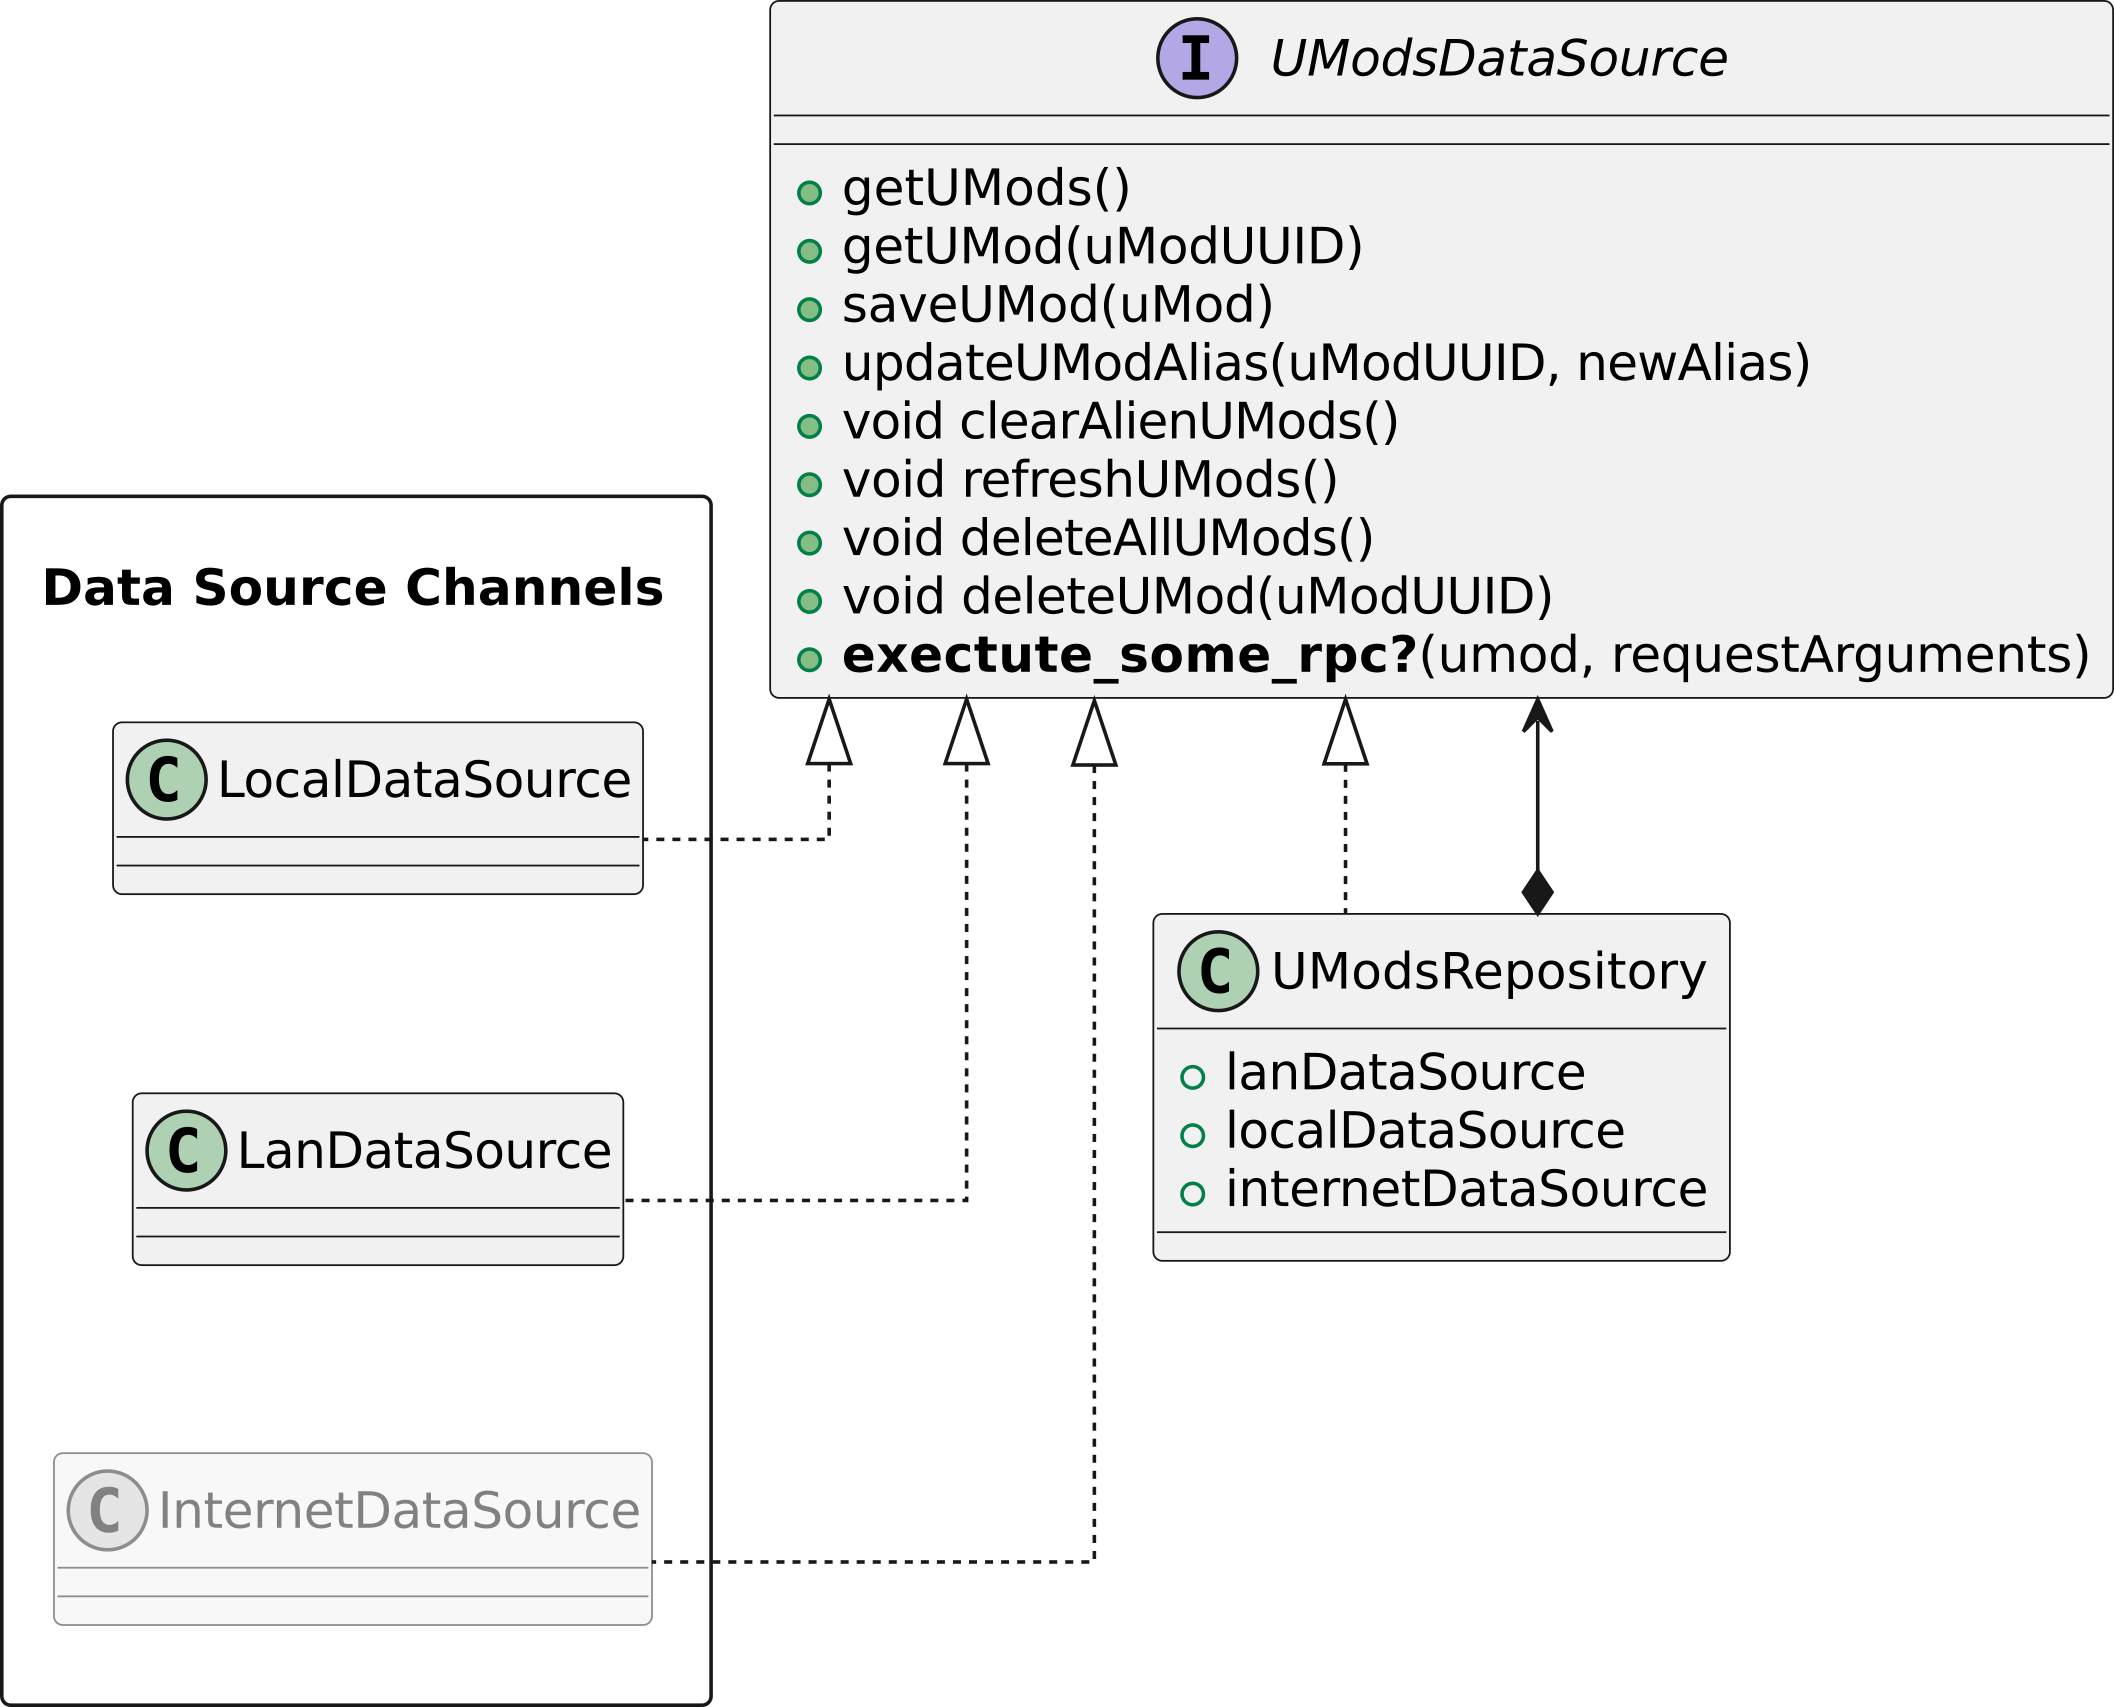 I UModsDataSource
getUMods()
getUMod(uModUUID)
saveUMod(uMod)
updateUModAlias(uModUUID, newAlias)
void clearAlienUMods()
void refreshUMods()
void deleteAllUMods()
void deleteUMod(uModUUID)
exectute_some_rpc?(umod, requestArguments)
Data Source Channels
C LocalDataSource
C LanDataSource
C InternetDataSource
C UModsRepository
lanDataSource
localDataSource
internetDataSource